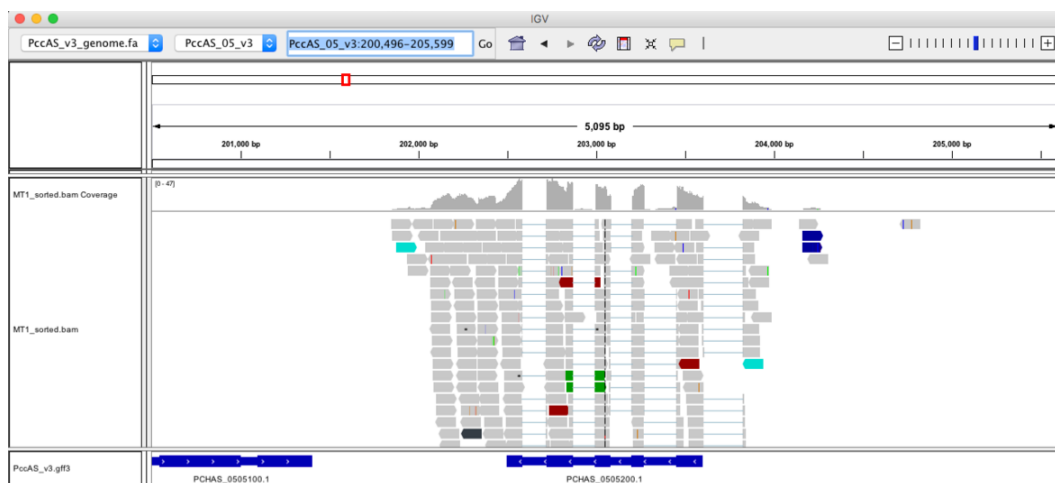 IGV
PccAS_v3_genome.fa PccAS_05_v3 PccAS_05_v3:200,496-205,599 Go
5,095 bp
201,000 bp 202,000 bp 203,000 bp 204,000 bp 205,000 bp
MT1_sorted.bam Coverage [0 - 47]
MT1_sorted.bam
PccAS_v3.gff3
PCHAS_0505100.1 PCHAS_0505200.1